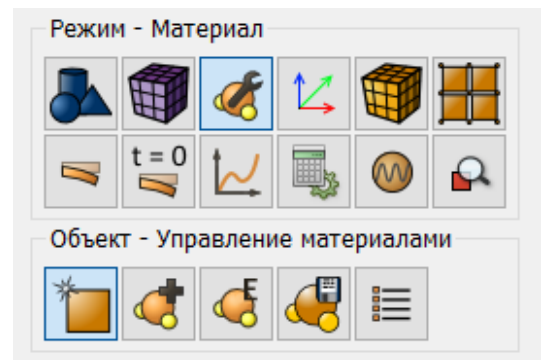 Режим - Материал
t = 0
Объект - Управление материалами
E